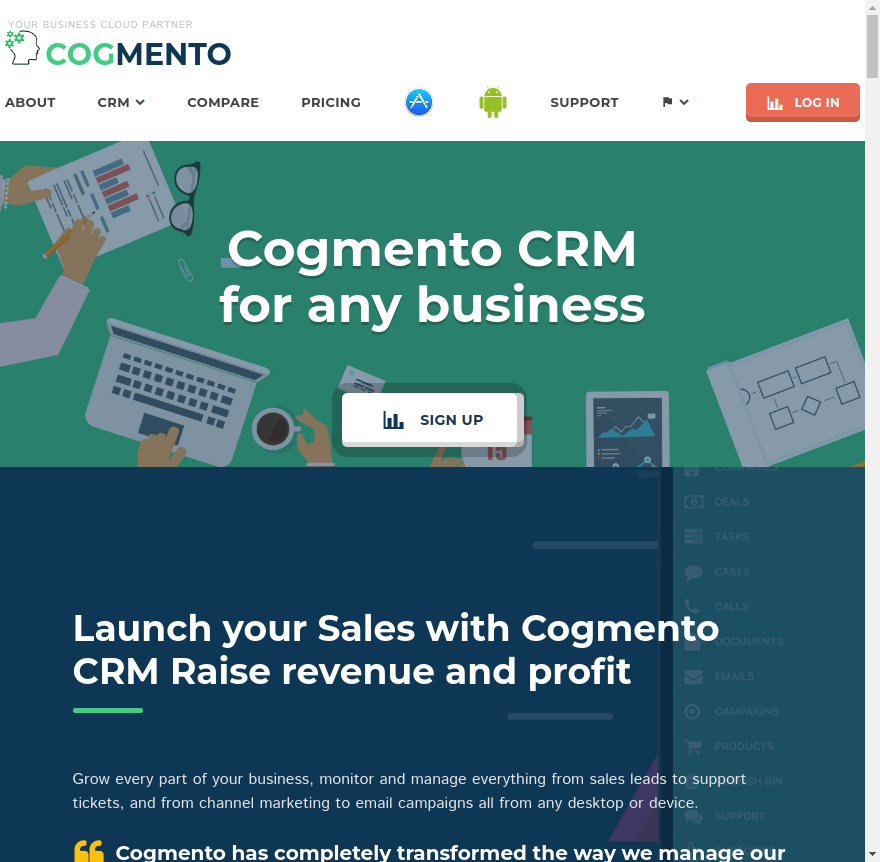 YOUR BUSINESS CLOUD PARTNER
COGMENTO
ABOUT CRM COMPARE PRICING SUPPORT LOG IN
Cogmento CRM
for any business
SIGN UP
15
COMPANIES
DEALS
TASKS
CASES
CALLS
Launch your Sales with Cogmento
CRM Raise revenue and profit
DOCUMENTS
EMAILS
CAMPAIGNS
PRODUCTS
Grow every part of your business, monitor and manage everything from sales leads to support
tickets, and from channel marketing to email campaigns all from any desktop or device.
BIN
SUPPORT
Cogmento has completely transformed the way we manage our